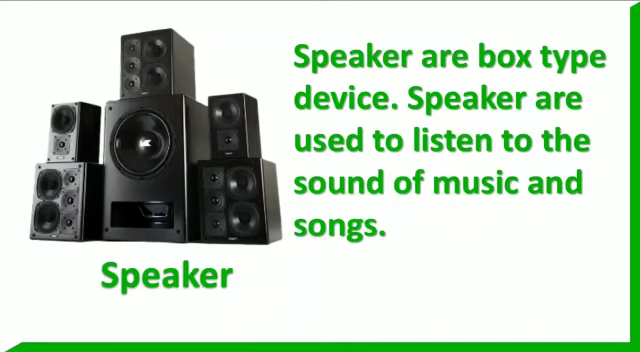 Speaker are box type
device. Speaker are
used to listen to the
sound of music and
songs.
Speaker